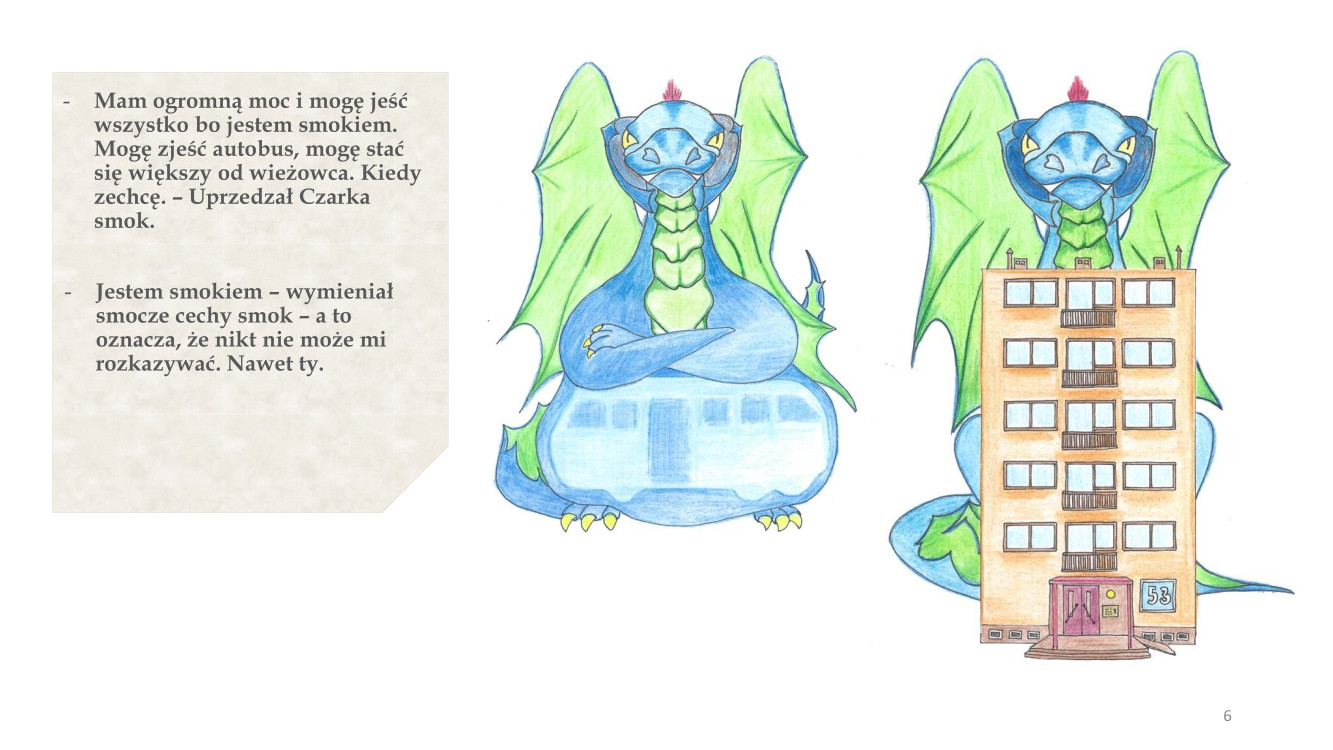 - Mam ogromną moc i mogę jeść
wszystko bo jestem smokiem.
Mogę zjeść autobus, mogę stać
się większy od wieżowca. Kiedy
zechcę. – Uprzedzał Czarka
smok.
- Jestem smokiem – wymieniał
smocze cechy smok – a to
oznacza, że nikt nie może mi
rozkazywać. Nawet ty.
53
6